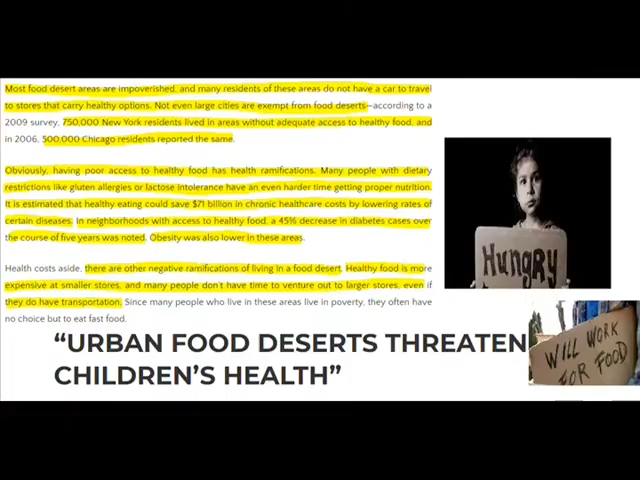 Most food desert areas are impoverished, and many residents of these areas do not have a car to travel
to stores that carry healthy options. Not even large cities are exempt from food deserts—according to a
2009 survey, 750,000 New York residents lived in areas without adequate access to healthy food, and
in 2006, 500,000 Chicago residents reported the same.
Obviously, having poor access to healthy food has health ramifications. Many people with dietary
restrictions like gluten allergies or lactose intolerance have an even harder time getting proper nutrition.
It is estimated that healthy eating could save $71 billion in chronic healthcare costs by lowering rates of
certain diseases. In neighborhoods with access to healthy food, a 45% decrease in diabetes cases over
the course of five years was noted. Obesity was also lower in these areas.
Health costs aside, there are other negative ramifications of living in a food desert. Healthy food is more
expensive at smaller stores, and many people don't have time to venture out to larger stores, even if
they do have transportation. Since many people who live in these areas live in poverty, they often have
no choice but to eat fast food.
Hungry
WILL WORK
FOR FOOD
“URBAN FOOD DESERTS THREATEN
CHILDREN’S HEALTH”